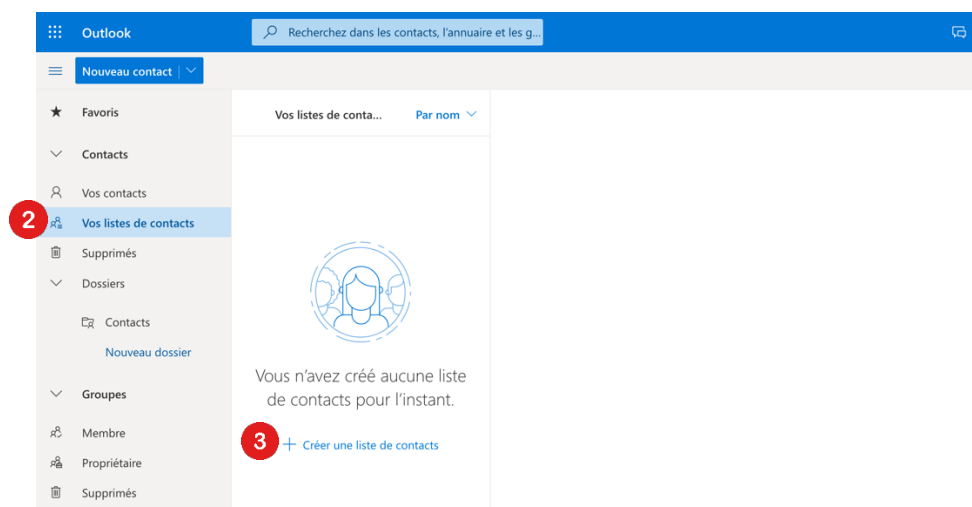 Outlook
Recherchez dans les contacts, l'annuaire et les g...
Nouveau contact
Favoris
Contacts
Vos contacts
2
Vos listes de contacts
Supprimés
Dossiers
Contacts
Nouveau dossier
Groupes
Membre
Propriétaire
Supprimés
Vos listes de conta...
Par nom
Vous n'avez créé aucune liste
de contacts pour l'instant.
3
+ Créer une liste de contacts